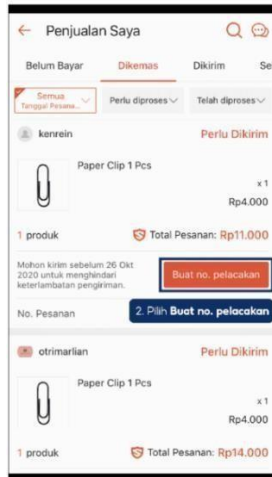 Penjualan Saya
Belum Bayar
Dikemas
Dikirim
Se
Semua
Tanggal Pesana...
Perlu diproses
Telah diproses
kenrein
Perlu Dikirim
Paper Clip 1 Pcs
x 1
Rp4.000
1 produk
Total Pesanan: Rp11.000
Mohon kirim sebelum 26 Okt
2020 untuk menghindari
keterlambatan pengiriman.
Buat no. pelacakan
No. Pesanan
2. Pilih Buat no. pelacakan
otrimarlian
Perlu Dikirim
Paper Clip 1 Pcs
x 1
Rp4.000
1 produk
Total Pesanan: Rp14.000